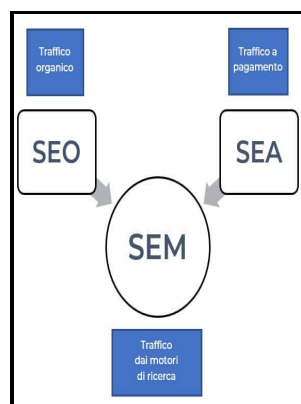 Traffico
organico
Traffico a
pagamento
SEO
SEA
SEM
Traffico
dai motori
di ricerca